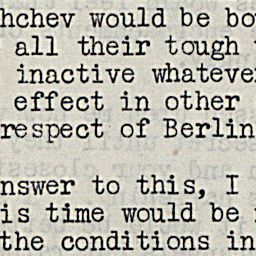 hchev would be bo
all their tough
inactive whatever
effect in other
respect of Berlin
nswer to this, I
is time would be
the conditions in